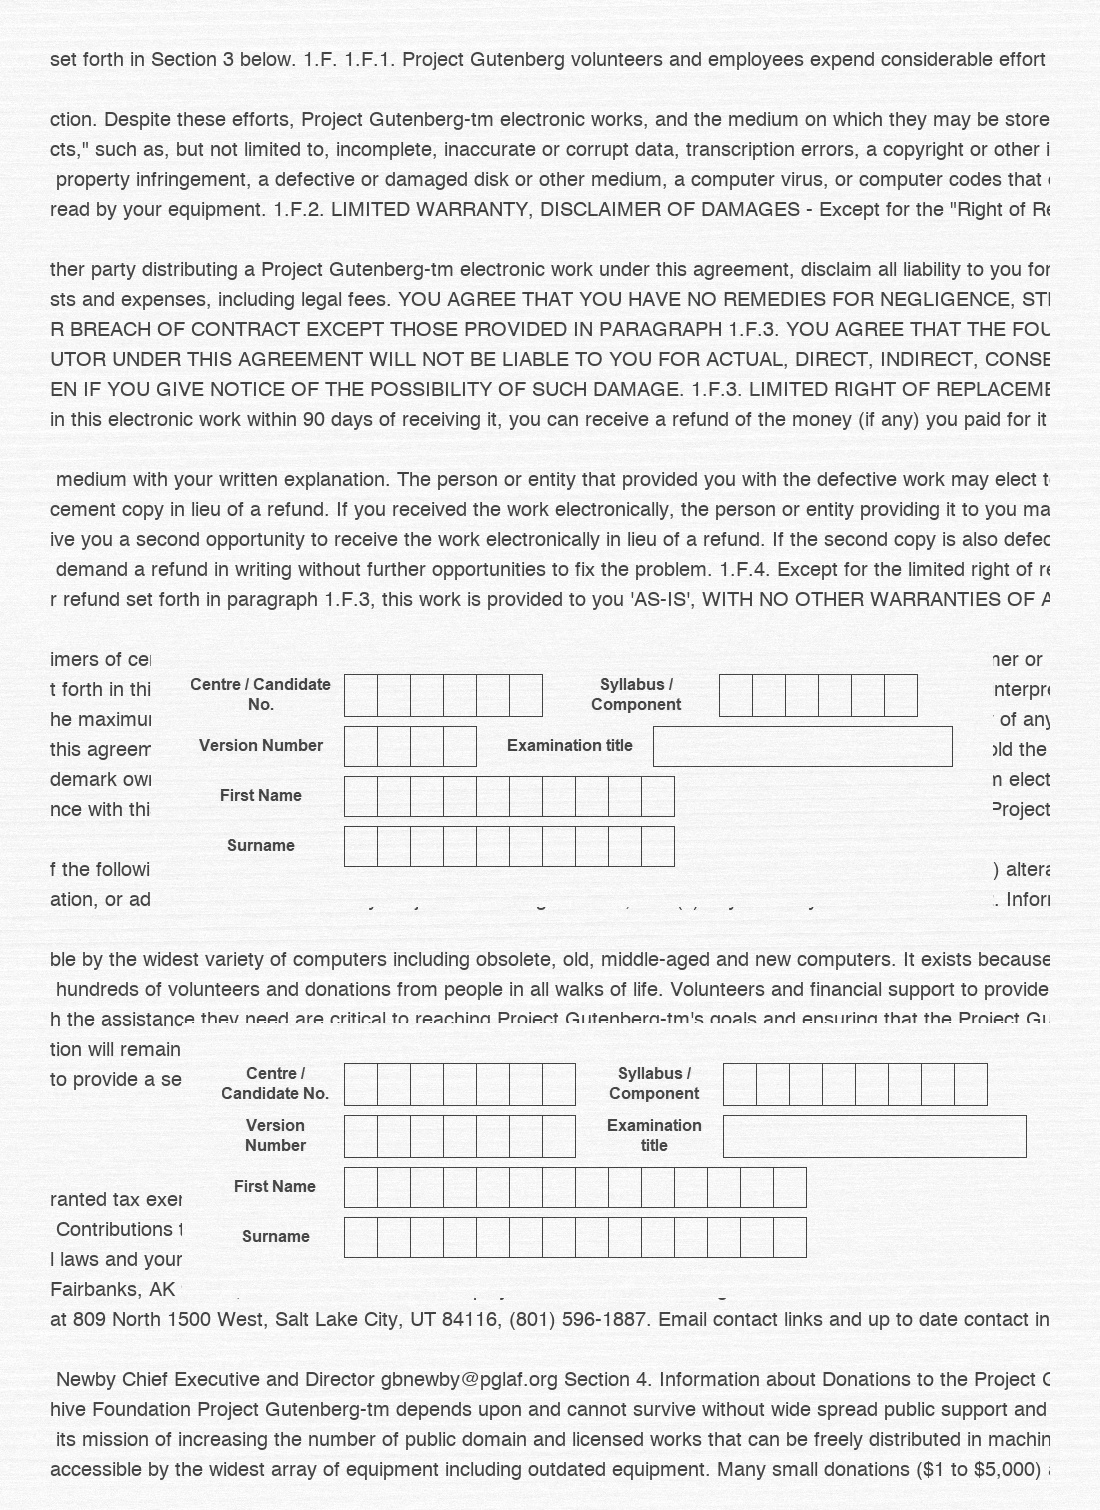 set forth in Section 3 below. 1.F. 1.F.1. Project Gutenberg volunteers and employees expend considerable effort
ction. Despite these efforts, Project Gutenberg-tm electronic works, and the medium on which they may be store
cts," such as, but not limited to, incomplete, inaccurate or corrupt data, transcription errors, a copyright or other i
property infringement, a defective or damaged disk or other medium, a computer virus, or computer codes that
read by your equipment. 1.F.2. LIMITED WARRANTY, DISCLAIMER OF DAMAGES - Except for the "Right of Re
ther party distributing a Project Gutenberg-tm electronic work under this agreement, disclaim all liability to you for
sts and expenses, including legal fees. YOU AGREE THAT YOU HAVE NO REMEDIES FOR NEGLIGENCE, ST
R BREACH OF CONTRACT EXCEPT THOSE PROVIDED IN PARAGRAPH 1.F.3. YOU AGREE THAT THE FOU
UTOR UNDER THIS AGREEMENT WILL NOT BE LIABLE TO YOU FOR ACTUAL, DIRECT, INDIRECT, CONSE
EN IF YOU GIVE NOTICE OF THE POSSIBILITY OF SUCH DAMAGE. 1.F.3. LIMITED RIGHT OF REPLACEME
in this electronic work within 90 days of receiving it, you can receive a refund of the money (if any) you paid for it
medium with your written explanation. The person or entity that provided you with the defective work may elect t
cement copy in lieu of a refund. If you received the work electronically, the person or entity providing it to you ma
ive you a second opportunity to receive the work electronically in lieu of a refund. If the second copy is also defec
demand a refund in writing without further opportunities to fix the problem. 1.F.4. Except for the limited right of re
r refund set forth in paragraph 1.F.3, this work is provided to you 'AS-IS', WITH NO OTHER WARRANTIES OF A
imers of cer ner or
t forth in thi nterpre
Centre / Candidate No. Syllabus / Component
he maximu of any
this agreem old the
Version Number Examination title
demark own n elect
First Name
nce with thi Project
Surname
f the followi ) altera
ation, or ad . Infor
ble by the widest variety of computers including obsolete, old, middle-aged and new computers. It exists because
hundreds of volunteers and donations from people in all walks of life. Volunteers and financial support to provide
h the assistance they need are critical to reaching Project Gutenberg-tm's goals and ensuring that the Project Gu
tion will remain
to provide a se
Centre / Candidate No. Syllabus / Component
Version Number Examination title
First Name
ranted tax exer
Contributions t
Surname
l laws and your
Fairbanks, AK
at 809 North 1500 West, Salt Lake City, UT 84116, (801) 596-1887. Email contact links and up to date contact in
Newby Chief Executive and Director gbnewby@pglaf.org Section 4. Information about Donations to the Project G
hive Foundation Project Gutenberg-tm depends upon and cannot survive without wide spread public support and
its mission of increasing the number of public domain and licensed works that can be freely distributed in machin
accessible by the widest array of equipment including outdated equipment. Many small donations ($1 to $5,000)